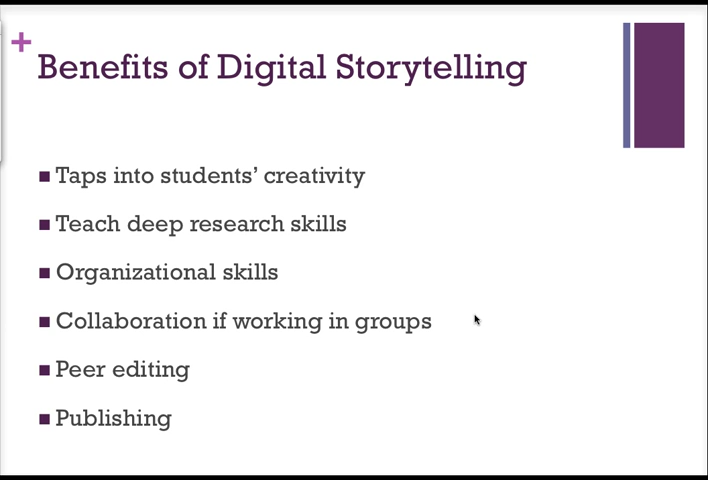 Benefits of Digital Storytelling
Taps into students’ creativity
Teach deep research skills
Organizational skills
Collaboration if working in groups
Peer editing
Publishing